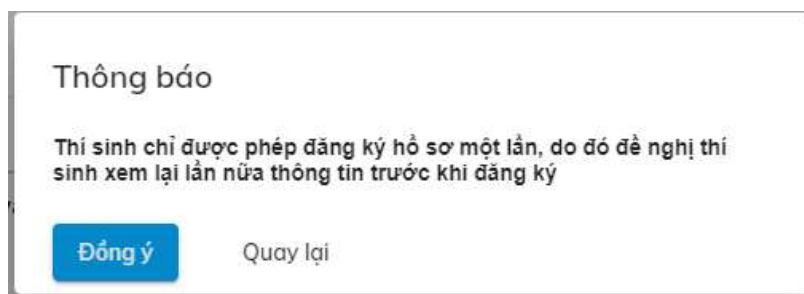 Thông báo
Thí sinh chỉ được phép đăng ký hồ sơ một lần, do đó đề nghị thí
sinh xem lại lần nữa thông tin trước khi đăng ký
Đồng ý Quay lại